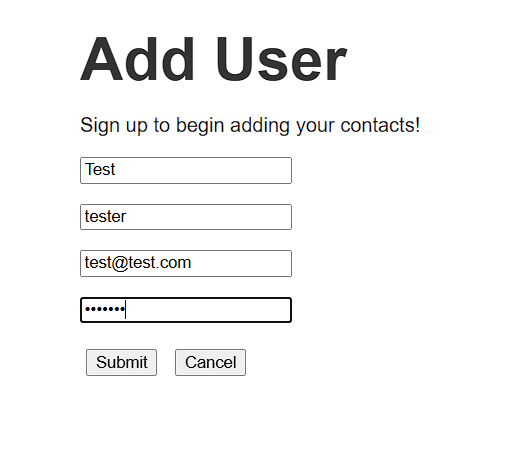 Add User
Sign up to begin adding your contacts!
Test
tester
test@test.com
•••••••
Submit Cancel